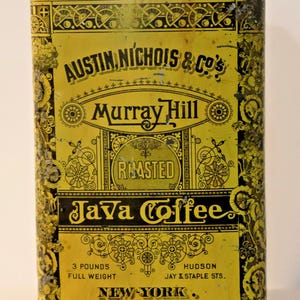 AUSTIN, NICHOLS & CO'S
Murray Hill
ROASTED
Java Coffee
3 POUNDS
FULL WEIGHT
HUDSON
JAY & STAPLE STS.
NEW-YORK.